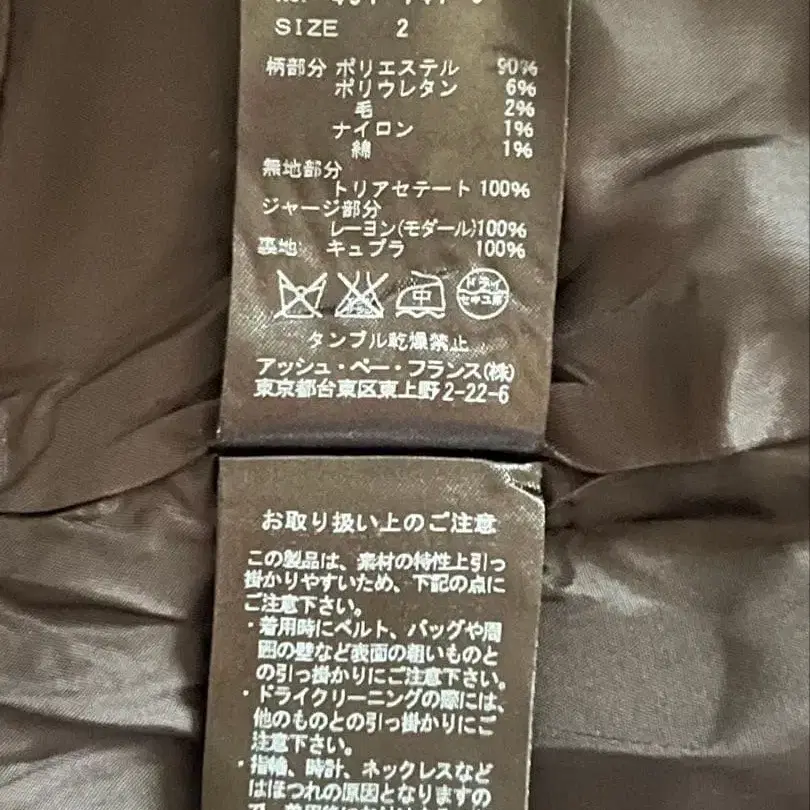 SIZE 2
柄部分 ポリエステル 90%
ポリウレタン 6%
毛 2%
ナイロン 1%
綿 1%
無地部分
トリアセテート 100%
ジャージ部分
レーヨン(モダール)100%
裏地: キュプラ 100%
中 ドライ セキユ系
タンブル乾燥禁止
アッシュ・ペー・フランス(株)
東京都台東区東上野2-22-6
お取り扱い上のご注意
この製品は、素材の特性上引っ
掛かりやすいため、下記の点に
ご注意下さい。
・着用時にベルト、バッグや周
囲の壁など表面の粗いものと
の引っ掛かりにご注意下さい。
・ドライクリーニングの際には、
他のものとの引っ掛かりにご
注意下さい。
・指輪、時計、ネックレスなど
はほつれの原因となりますの